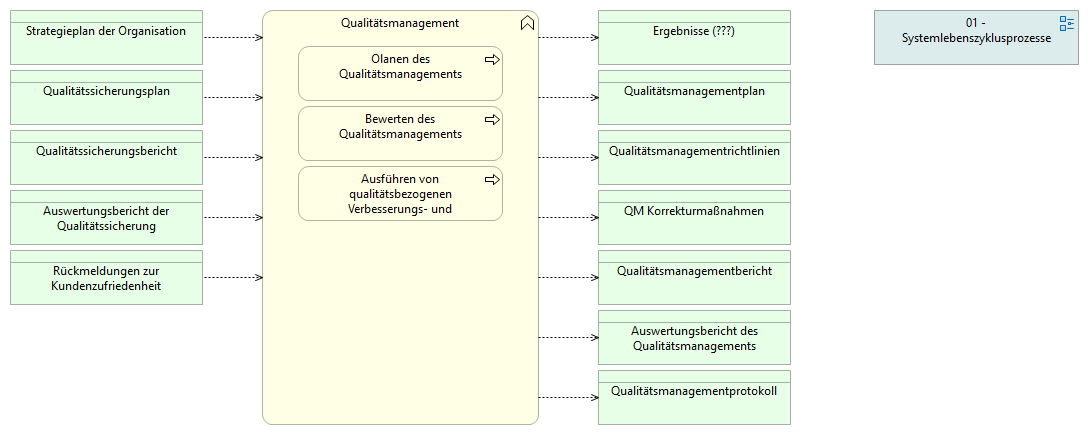 Strategieplan der Organisation
Qualitätssicherungsplan
Qualitätssicherungsbericht
Auswertungsbericht der
Qualitätssicherung
Rückmeldungen zur
Kundenzufriedenheit
Qualitätsmanagement
Olanen des
Qualitätsmanagements
Bewerten des
Qualitätsmanagements
Ausführen von
qualitätsbezogenen
Verbesserungs- und
Ergebnisse (???)
Qualitätsmanagementplan
Qualitätsmanagementrichtlinien
QM Korrekturmaßnahmen
Qualitätsmanagementbericht
Auswertungsbericht des
Qualitätsmanagements
Qualitätsmanagementprotokoll
01 -
Systemlebenszyklusprozesse